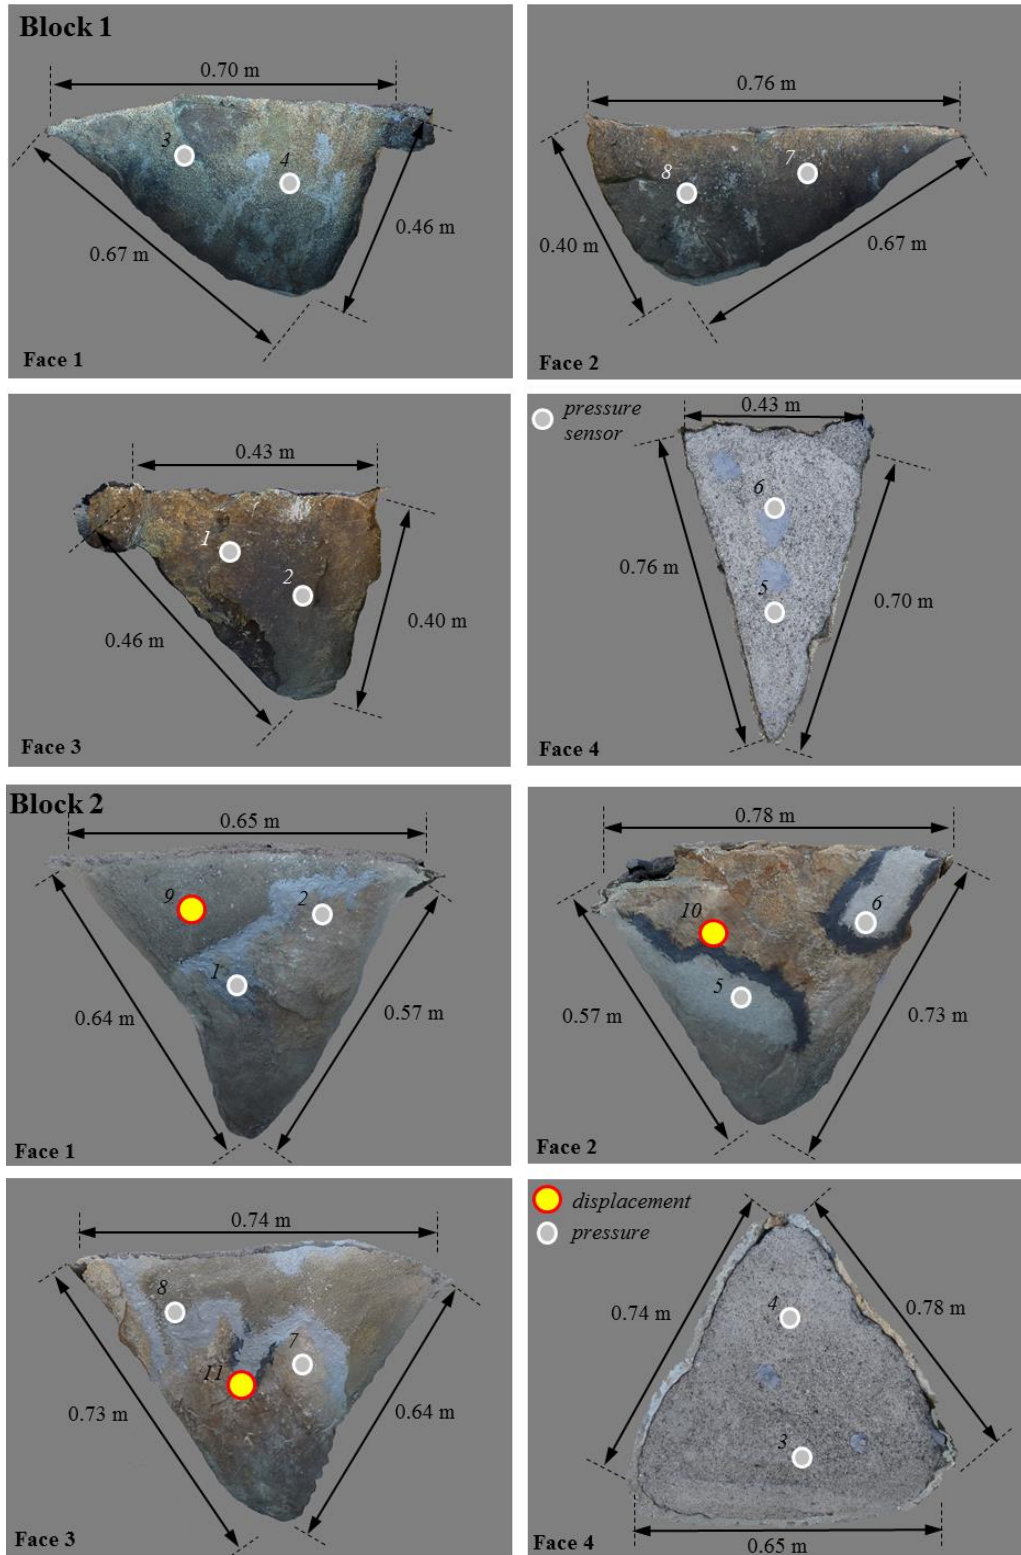 Block 1
0.70 m
3
4
0.67 m
0.46 m
Face 1
0.76 m
8
7
0.40 m
0.67 m
Face 2
0.43 m
1
2
0.46 m
0.40 m
Face 3
pressure
sensor
0.43 m
6
5
0.76 m
0.70 m
Face 4
Block 2
0.65 m
9
2
1
0.64 m
0.57 m
Face 1
0.78 m
10
6
5
0.57 m
0.73 m
Face 2
0.74 m
8
7
11
0.73 m
0.64 m
Face 3
displacement
pressure
4
0.74 m
0.78 m
3
0.65 m
Face 4